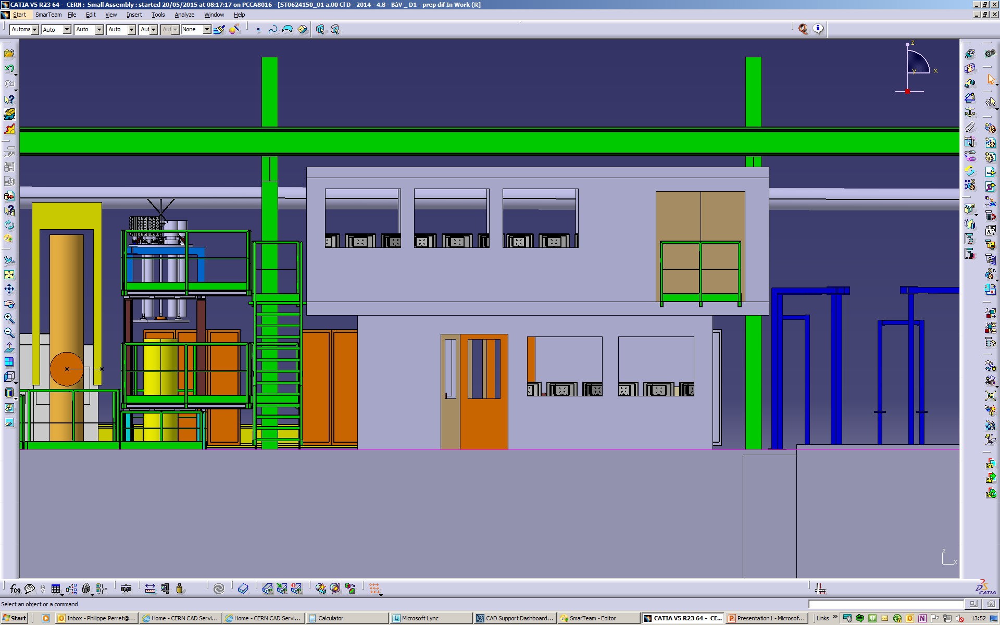 CATIA V5 R23 64 - CERN : Small Assembly : started 20/05/2015 at 08:17:17 on PCCA8016 - [ST0624150_01 a.00 Cl D - 2014 - 4.8 - BàV _ D1 - prep dif In Work (R]
Start SmarTeam File Edit View Insert Tools Analyze Window Help
Automa Auto Auto Auto Aut Aut None
Z
Y X
Z
X
CATIA
Select an object or a command
Start Inbox - Philippe.Perret@... Home - CERN CAD Servi... Home - CERN CAD Servi... Calculator Microsoft Lync CAD Support Dashboard... SmarTeam - Editor CATIA V5 R23 64 - CE... Presentation1 - Microsof... Links » 13:52